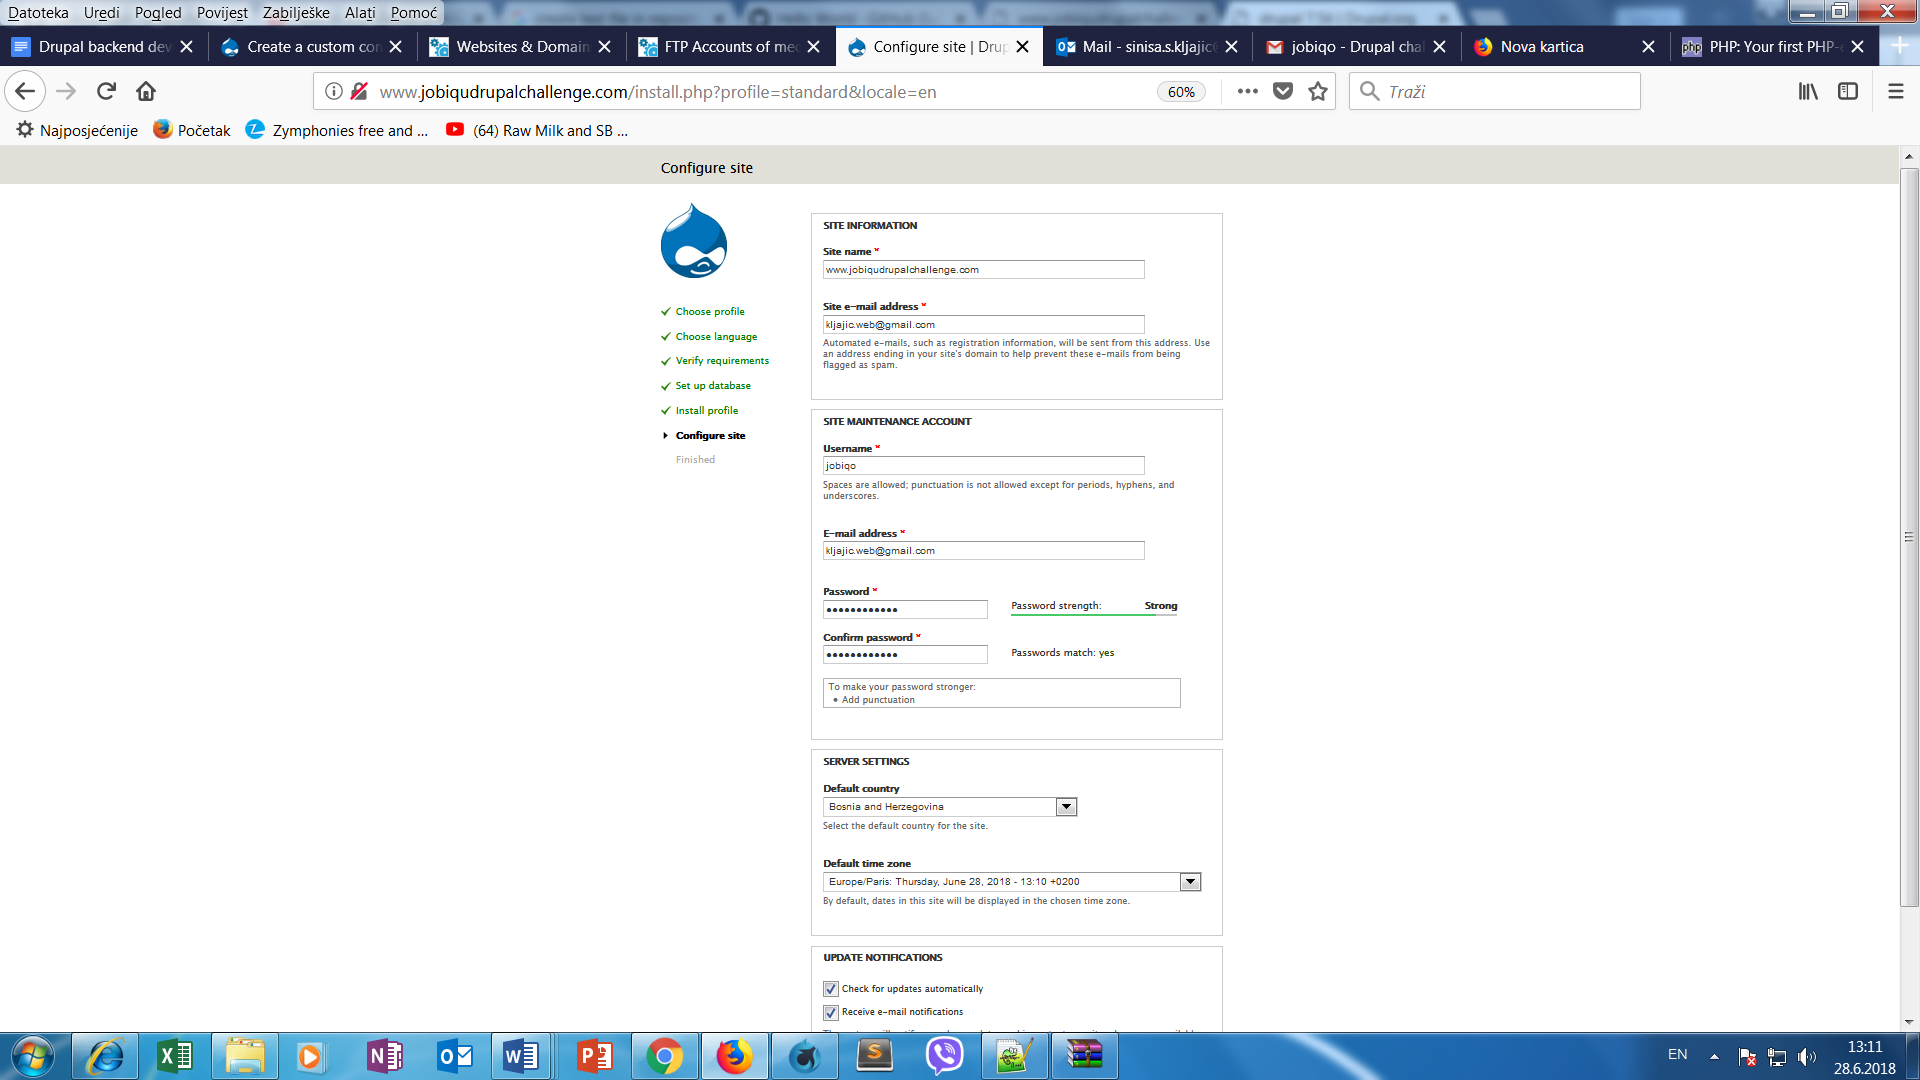 Datoteka Uredi Pogled Povijest Zabilješke Alati Pomoć
Drupal backend dev
Create a custom con
Websites & Domain
FTP Accounts of mec
Configure site | Drup
Mail - sinisa.s.kljajic
jobiqo - Drupal chal
Nova kartica
PHP: Your first PHP-e
www.jobiqudrupalchallenge.com/install.php?profile=standard&locale=en
60%
Traži
Najposjećenije
Početak
Zymphonies free and ...
(64) Raw Milk and SB ...
Configure site
Choose profile
Choose language
Verify requirements
Set up database
Install profile
Configure site
Finished
SITE INFORMATION
Site name *
www.jobiqudrupalchallenge.com
Site e-mail address *
kljajic.web@gmail.com
Automated e-mails, such as registration information, will be sent from this address. Use
an address ending in your site's domain to help prevent these e-mails from being
flagged as spam.
SITE MAINTENANCE ACCOUNT
Username *
jobiqo
Spaces are allowed; punctuation is not allowed except for periods, hyphens, and
underscores.
E-mail address *
kljajic.web@gmail.com
Password *
Password strength: Strong
Confirm password *
Passwords match: yes
To make your password stronger:
• Add punctuation
SERVER SETTINGS
Default country
Bosnia and Herzegovina
Select the default country for the site.
Default time zone
Europe/Paris: Thursday, June 28, 2018 - 13:10 +0200
By default, dates in this site will be displayed in the chosen time zone.
UPDATE NOTIFICATIONS
Check for updates automatically
Receive e-mail notifications
EN
13:11
28.6.2018